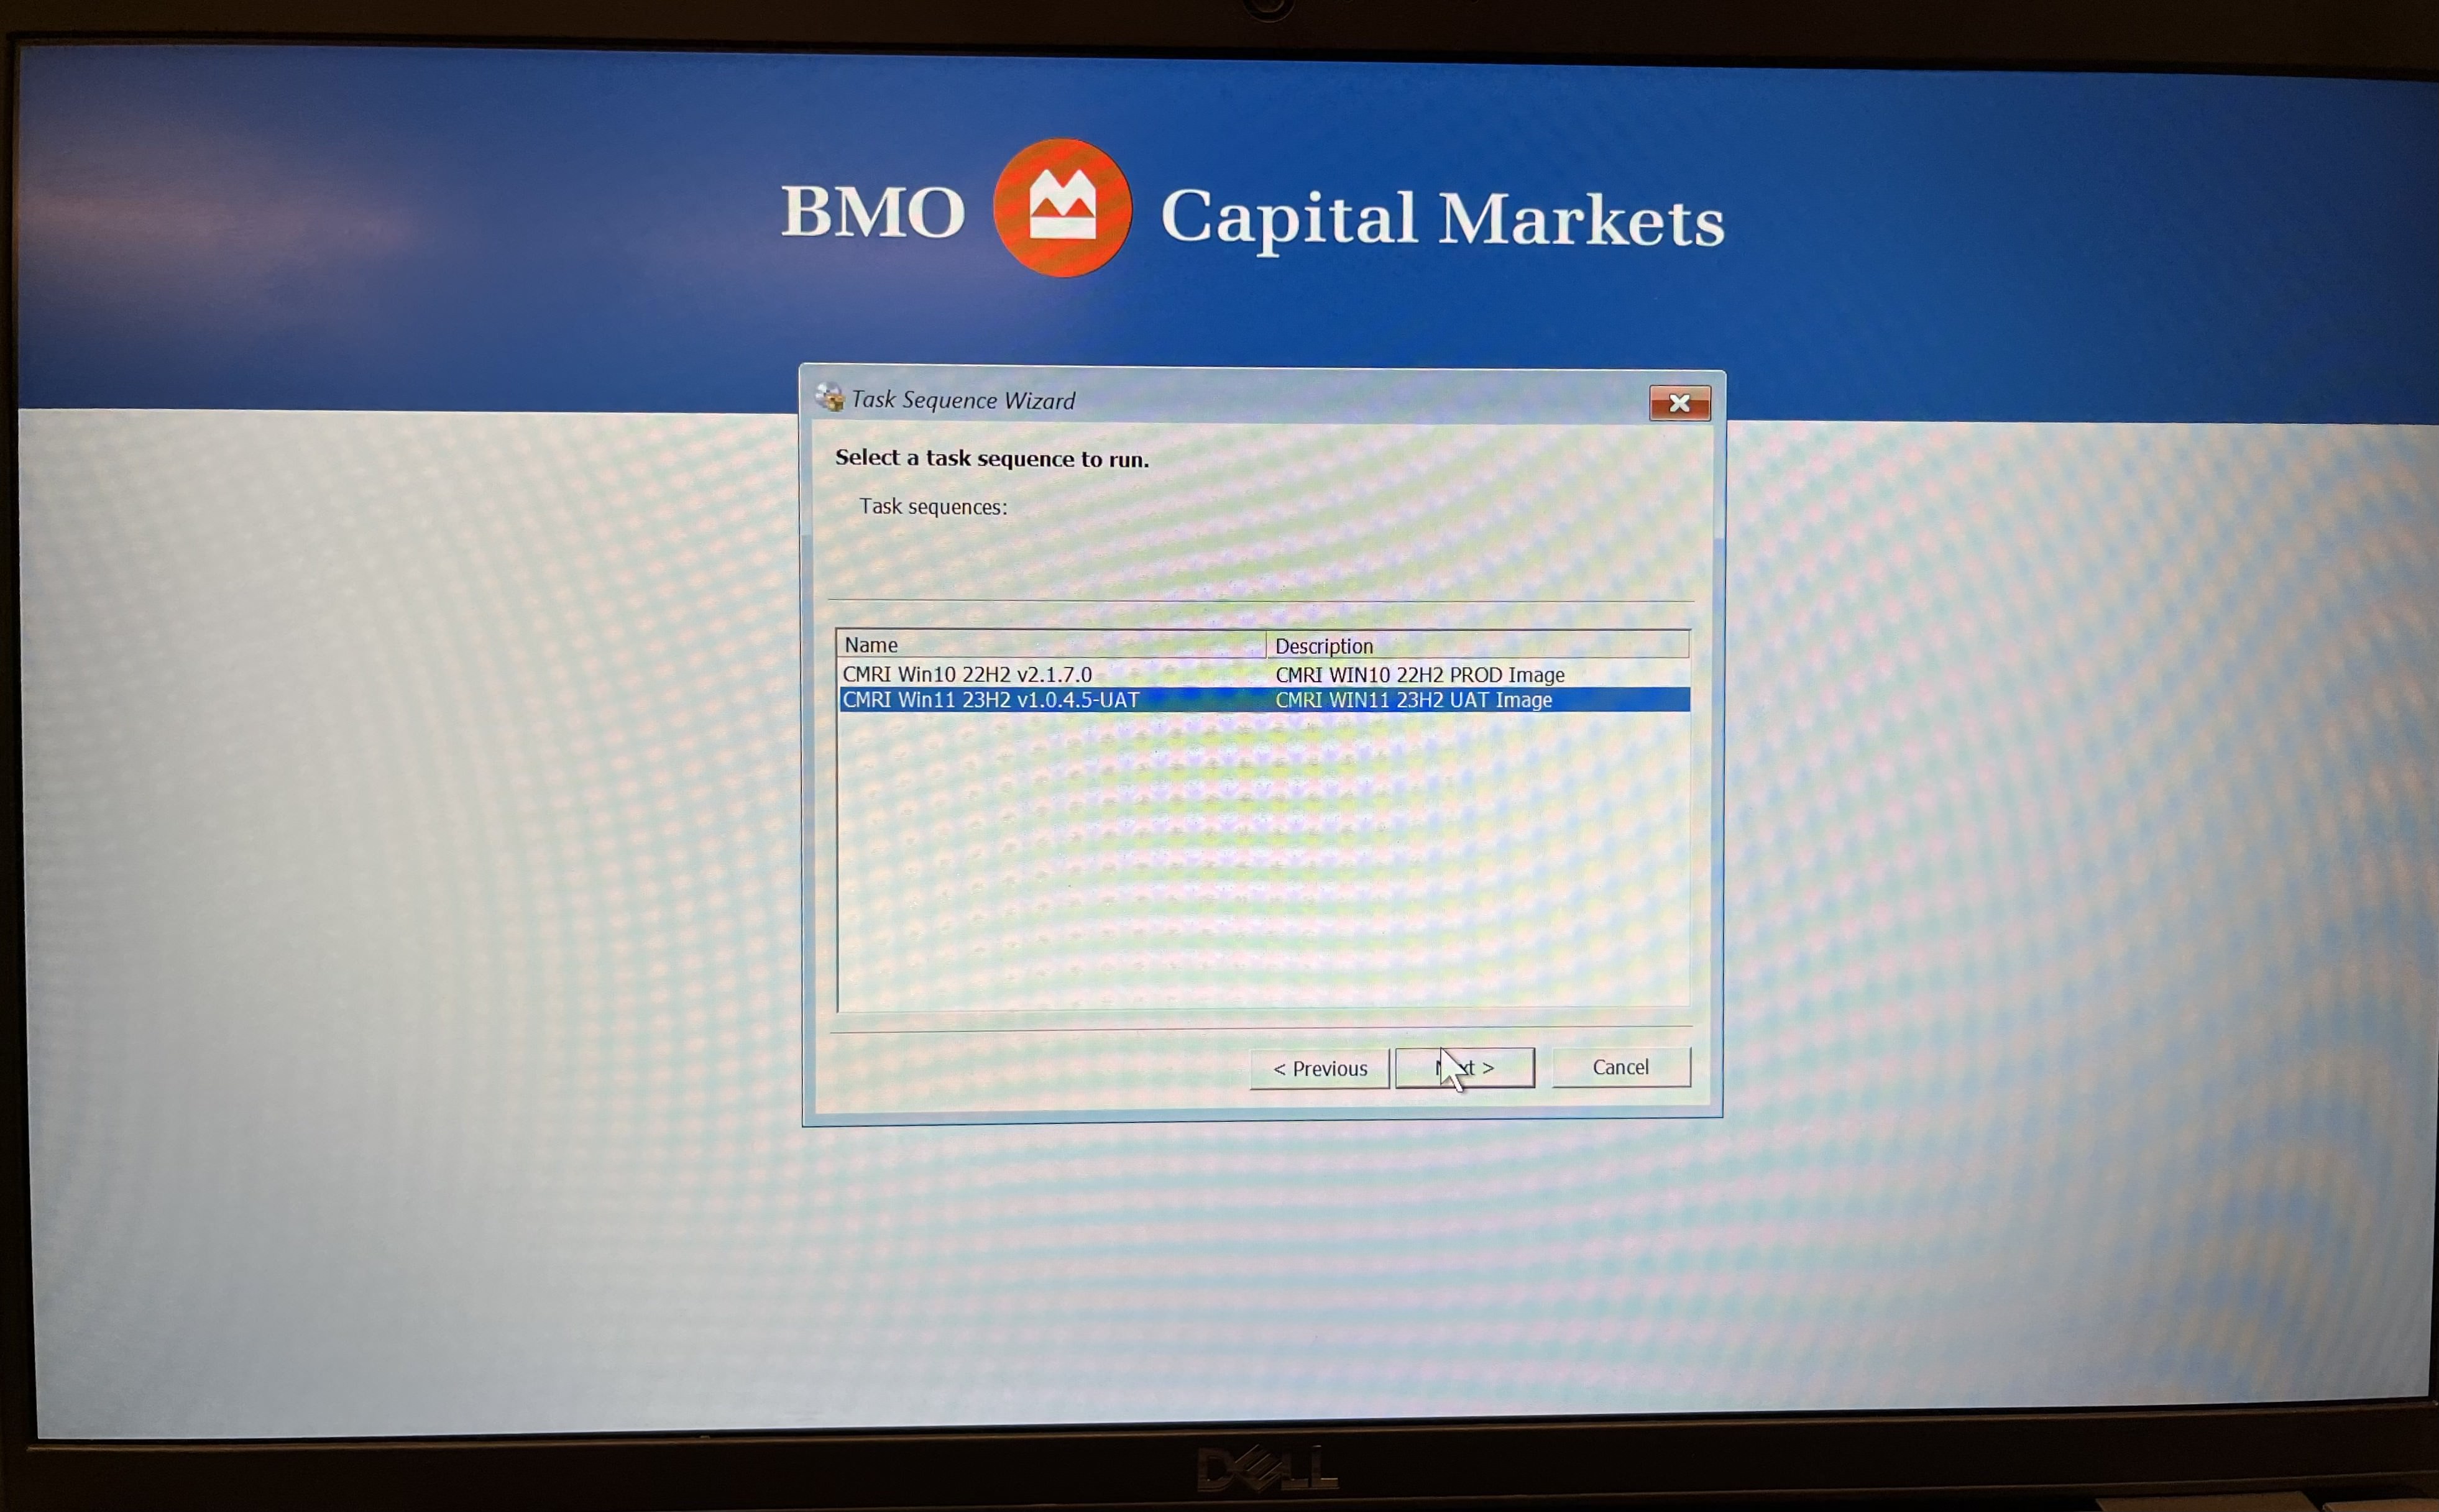 BMO Capital Markets
Task Sequence Wizard
Select a task sequence to run.
Task sequences:
Name Description
CMRI Win10 22H2 v2.1.7.0 CMRI WIN10 22H2 PROD Image
CMRI Win11 23H2 v1.0.4.5-UAT CMRI WIN11 23H2 UAT Image
< Previous >  Cancel
DELL